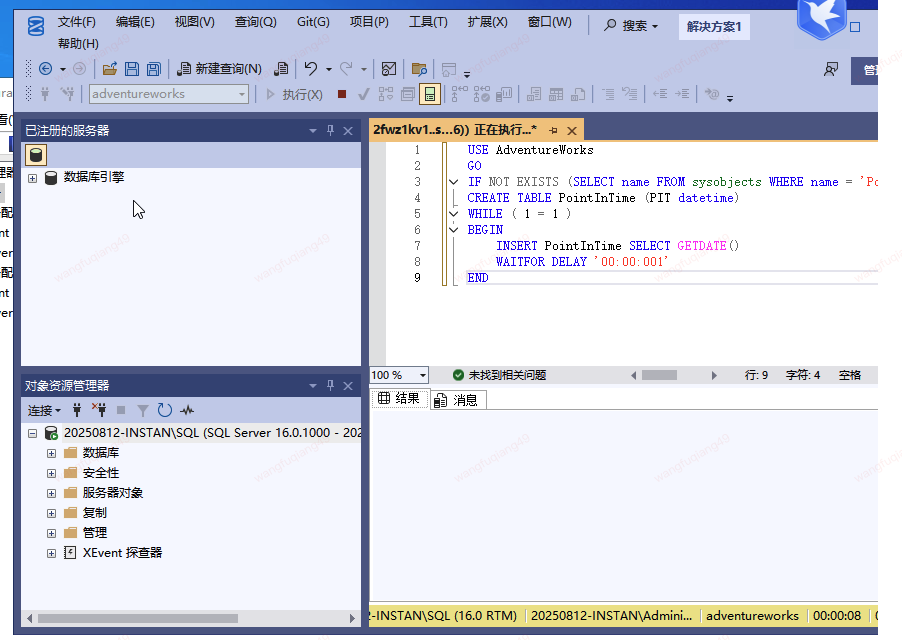 文件(F) 编辑(E) 视图(V) 查询(Q) Git(G) 项目(P) 工具(T) 扩展(X) 窗口(W) 搜索 解决方案1
帮助(H)
新建查询(N)
adventureworks 执行(X)
已注册的服务器
数据库引擎
2fwz1kv1..s...6)) 正在执行...*
1 USE AdventureWorks
2 GO
3 IF NOT EXISTS (SELECT name FROM sysobjects WHERE name = 'Po
4 CREATE TABLE PointInTime (PIT datetime)
5 WHILE ( 1 = 1 )
6 BEGIN
7 INSERT PointInTime SELECT GETDATE()
8 WAITFOR DELAY '00:00:001'
9 END
100 % 未找到相关问题 行: 9 字符: 4 空格
结果 消息
对象资源管理器
连接
20250812-INSTAN\SQL (SQL Server 16.0.1000 - 202
数据库
安全性
服务器对象
复制
管理
XEvent 探查器
2-INSTAN\SQL (16.0 RTM) 20250812-INSTAN\Admini... adventureworks 00:00:08
wangfuqiang49